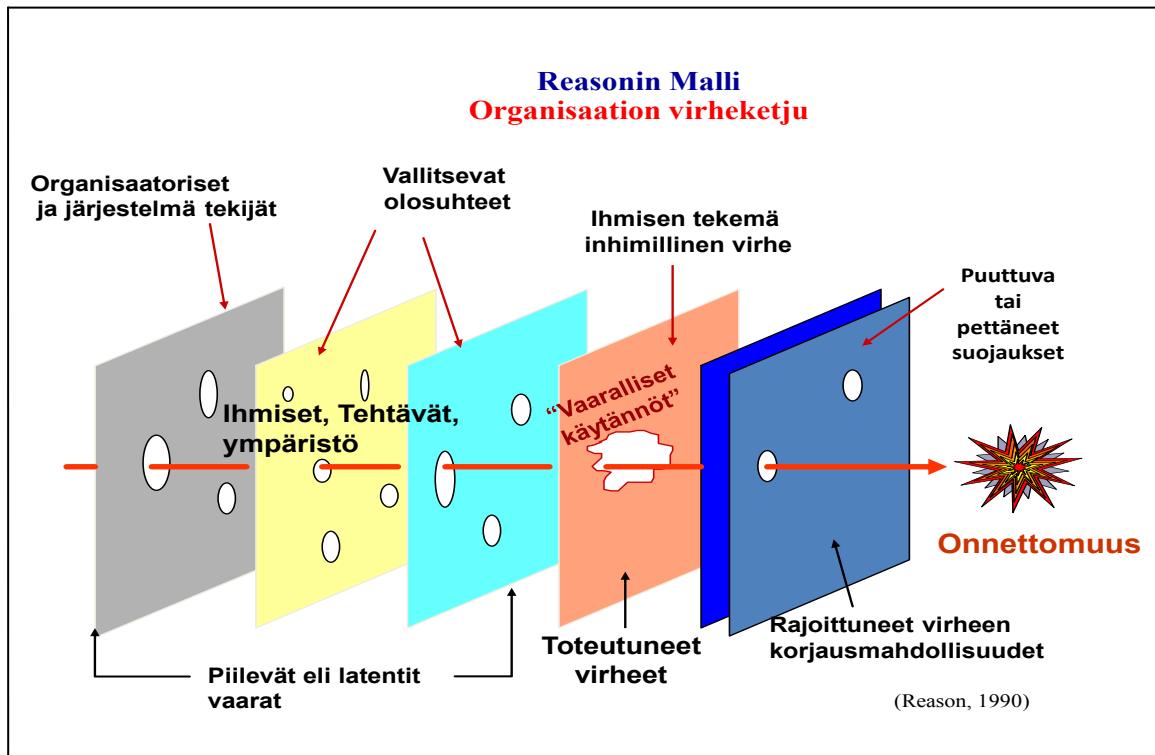 Reasonin Malli
Organisaation virheketju
Organisaatoriset
ja järjestelmä tekijät
Vallitsevat
olosuhteet
Ihmisen tekemä
inhimillinen virhe
Puuttuva
tai
pettäneet
suojaukset
Ihmiset, Tehtävät,
ympäristö
“Vaaralliset
käytännöt”
Onnettomuus
Piilevät eli latentit
vaarat
Toteutuneet
virheet
Rajoittuneet virheen
korjausmahdollisuudet
(Reason, 1990)